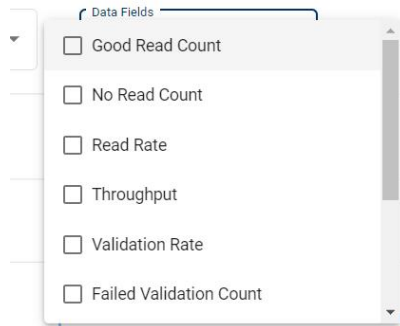 Data Fields
Good Read Count
No Read Count
Read Rate
Throughput
Validation Rate
Failed Validation Count